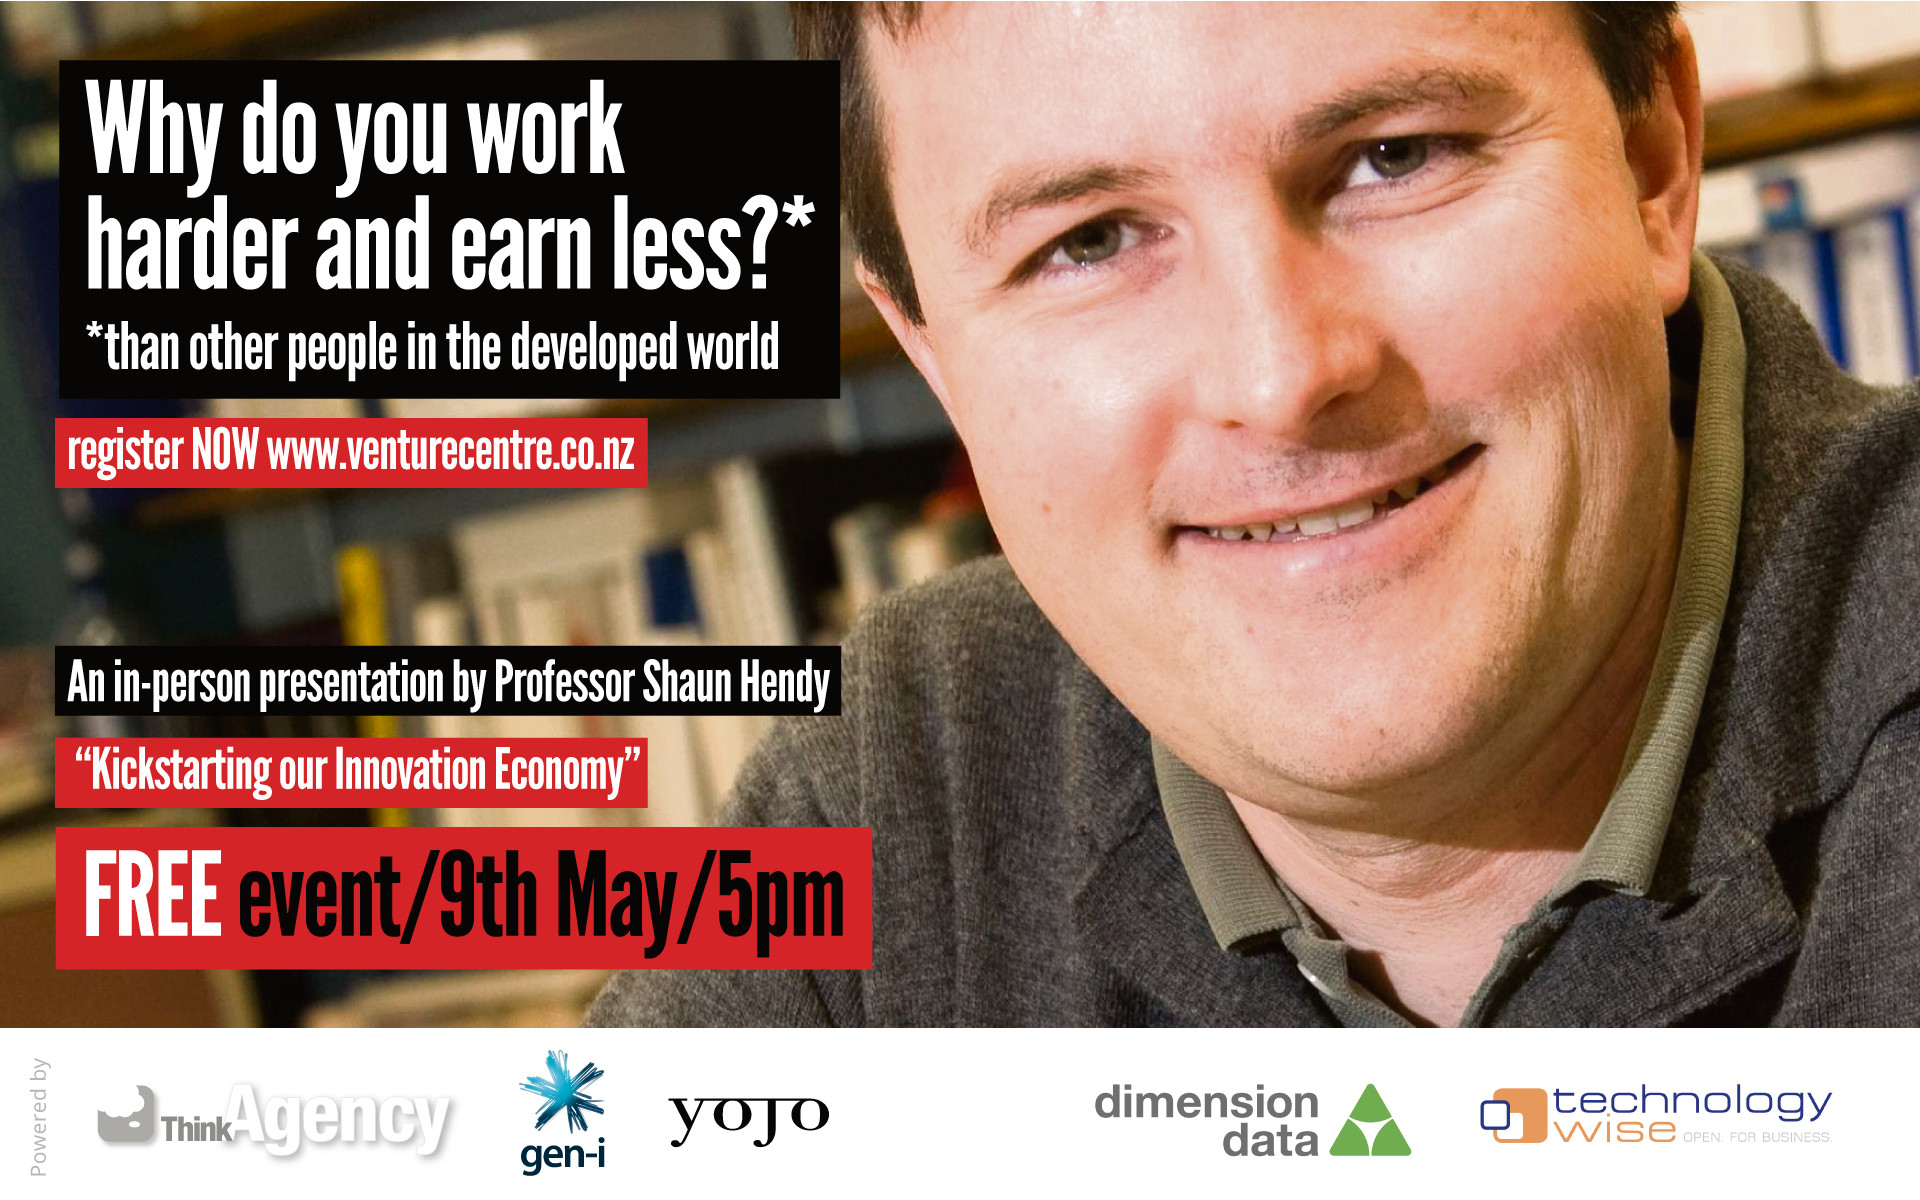 Why do you work
harder and earn less?*
*than other people in the developed world
register NOW www.venturecentre.co.nz
An in-person presentation by Professor Shaun Hendy
“Kickstarting our Innovation Economy”
FREE event/9th May/5pm
Powered by
ThinkAgency
gen-i
yoJo
dimension
data
technology
wise OPEN. FOR BUSINESS.